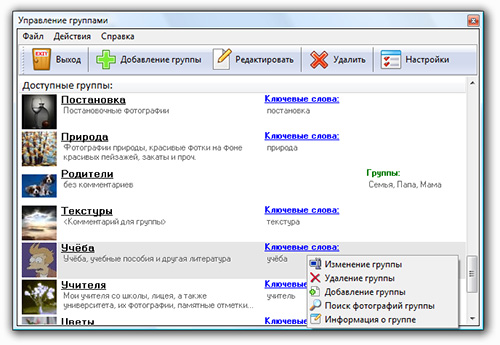 Управление группами
Файл Действия Справка
EXIT Выход Добавление группы Редактировать Удалить Настройки
Доступные группы:
Постановка Ключевые слова:
Постановочные фотографии постановка
Природа Ключевые слова:
Фотографии природы, красивые фотки на фоне природа
красивых пейзажей, закаты и проч.
Родители Группы:
без комментариев Семья, Папа, Мама
Текстуры Ключевые слова:
<Комментарий для группы> текстура
Учёба Ключевые слова:
Учёба, учебные пособия и другая литература учёба
Изменение группы
Удаление группы
Добавление группы
Поиск фотографий группы
Информация о группе
Учителя Ключевые
Мои учителя со школы, лицея, а также учитель
университета, их фотографии, памятные отметки...
Цветы Ключевые